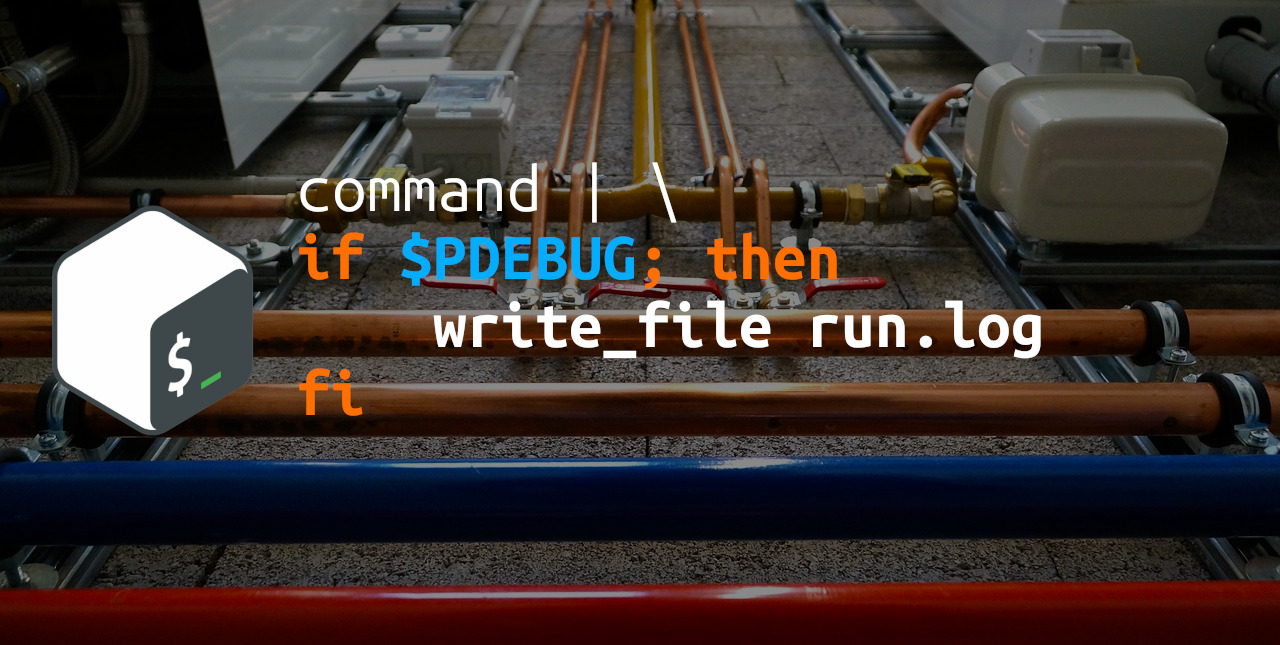 command | \
if $PDEBUG; then
write_file run.log
fi
$_